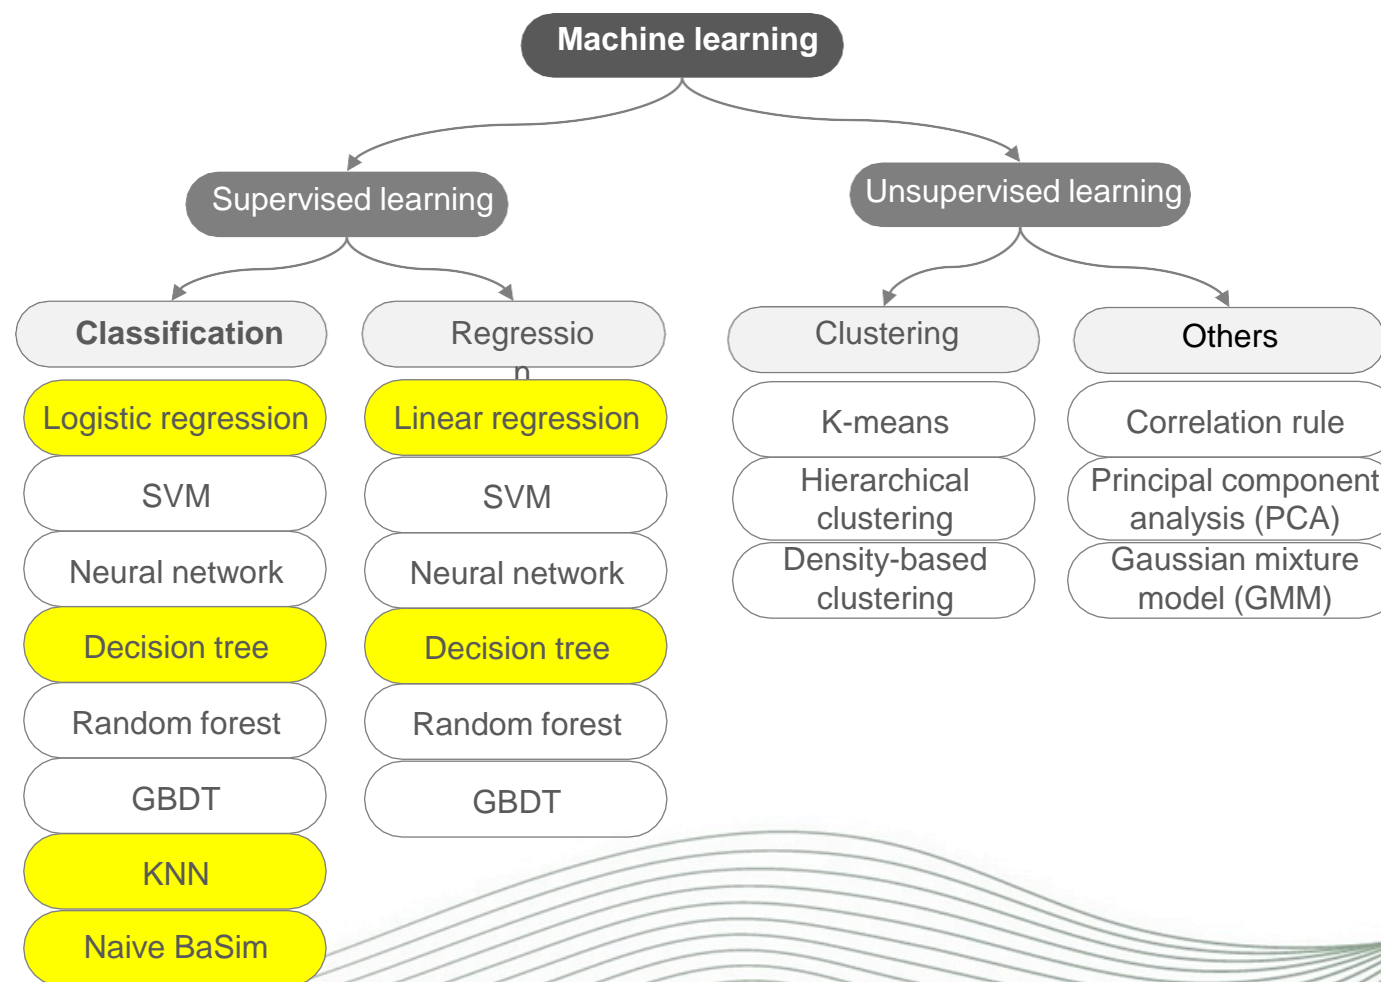 Machine learning
Supervised learning
Unsupervised learning
Classification
Regressio
n
Clustering
Others
Logistic regression
SVM
Neural network
Decision tree
Random forest
GBDT
KNN
Naive BaSim
Linear regression
SVM
Neural network
Decision tree
Random forest
GBDT
K-means
Hierarchical
clustering
Density-based
clustering
Correlation rule
Principal component
analysis (PCA)
Gaussian mixture
model (GMM)